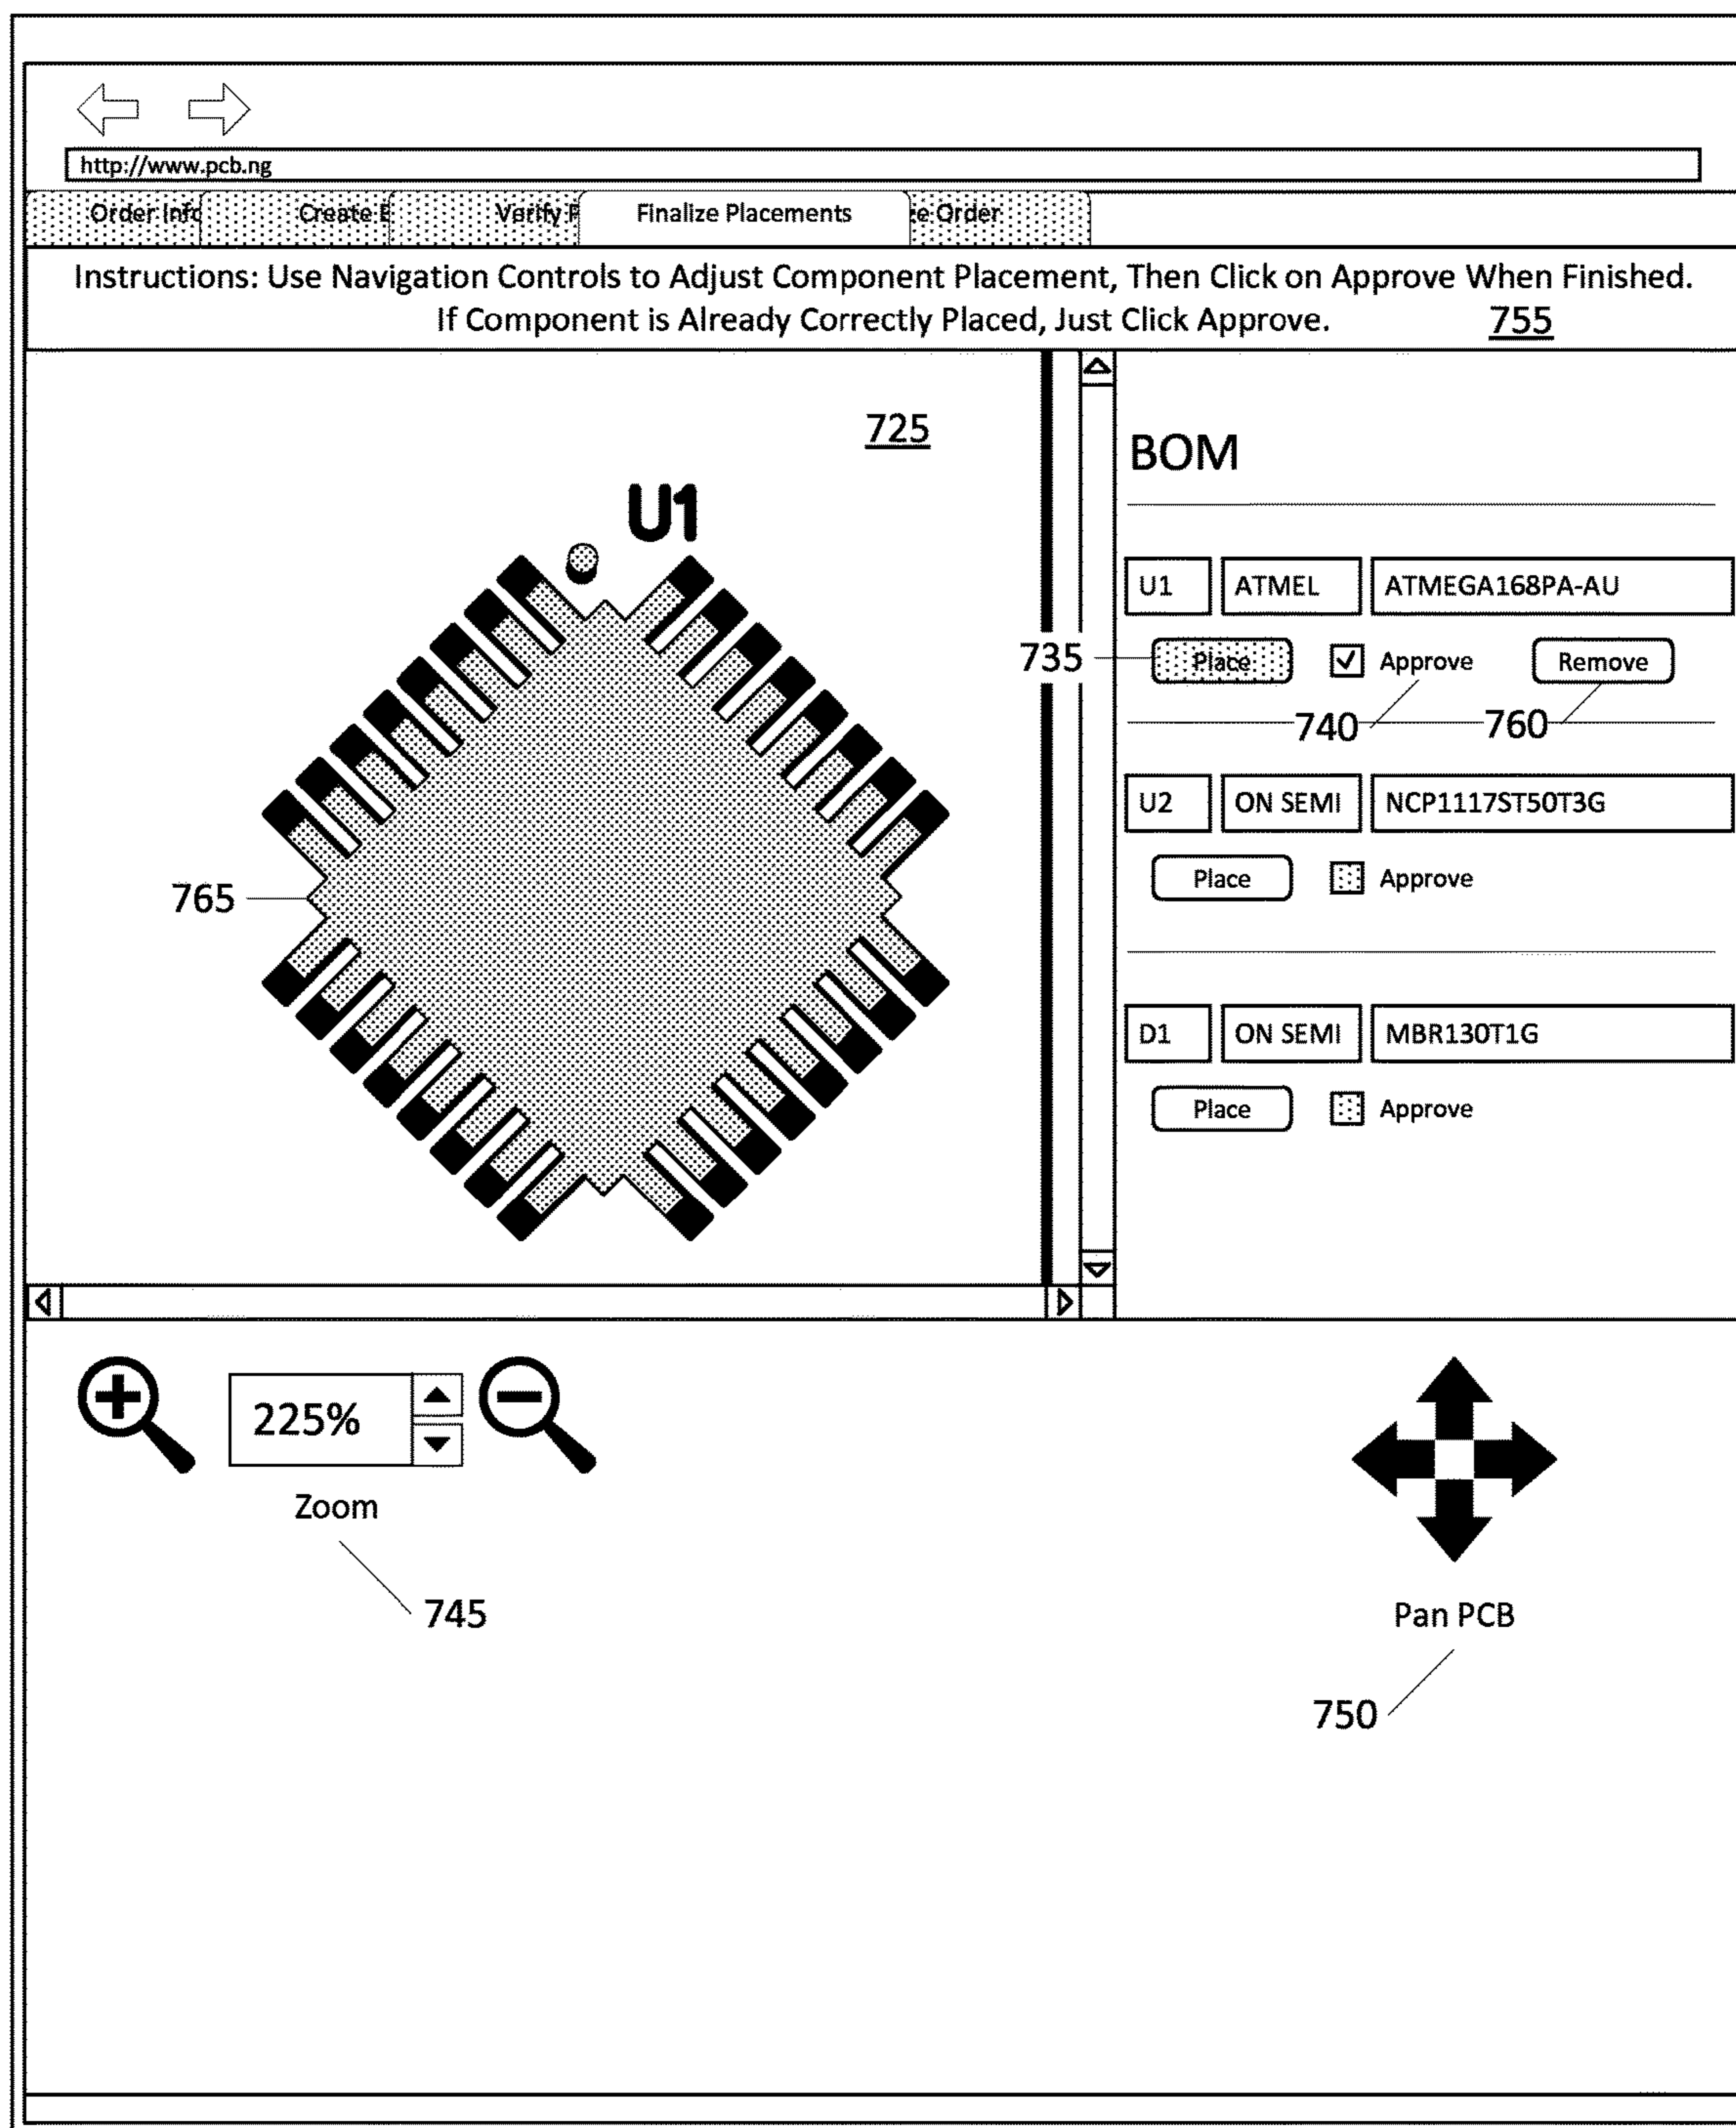 http://www.pcb.ng
Order Info Create Verify Finalize Placements Order
Instructions: Use Navigation Controls to Adjust Component Placement, Then Click on Approve When Finished.
If Component is Already Correctly Placed, Just Click Approve. 755
725
U1
765
BOM
U1 ATMEL ATMEGA168PA-AU
735 Place Approve Remove
740 760
U2 ON SEMI NCP1117ST50T3G
Place Approve
D1 ON SEMI MBR130T1G
Place Approve
225%
Zoom
745
Pan PCB
750